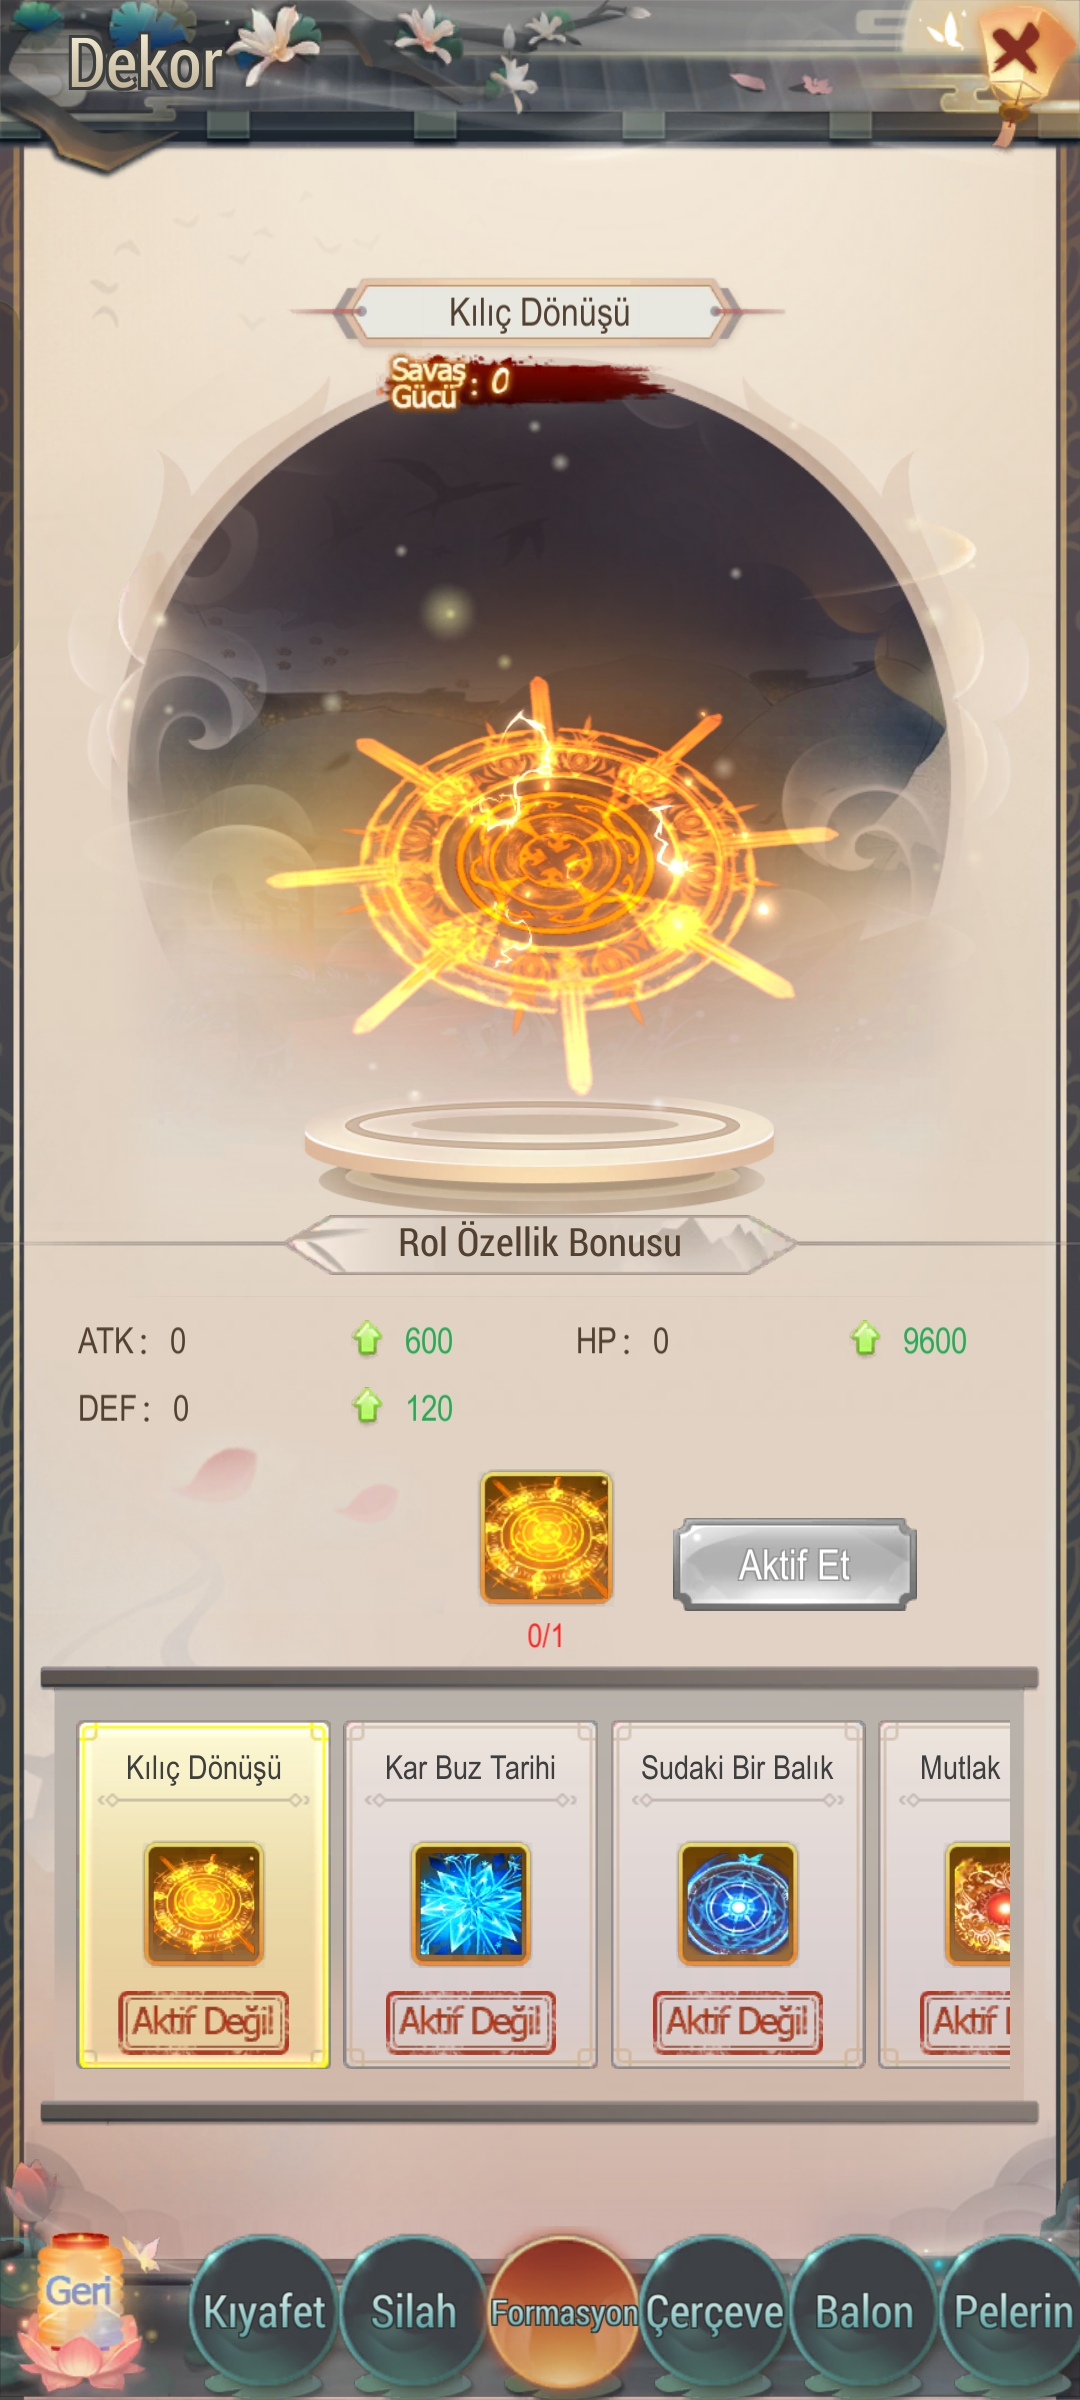 Dekor
Kılıç Dönüşü
Savaş
Gücü : 0
Rol Özellik Bonusu
ATK : 0 600 HP : 0 9600
DEF : 0 120
Aktif Et
0/1
Kılıç Dönüşü Kar Buz Tarihi Sudaki Bir Balık Mutlak
Aktif Değil Aktif Değil Aktif Değil Aktif
Geri Kıyafet Silah Formasyon Çerçeve Balon Pelerin